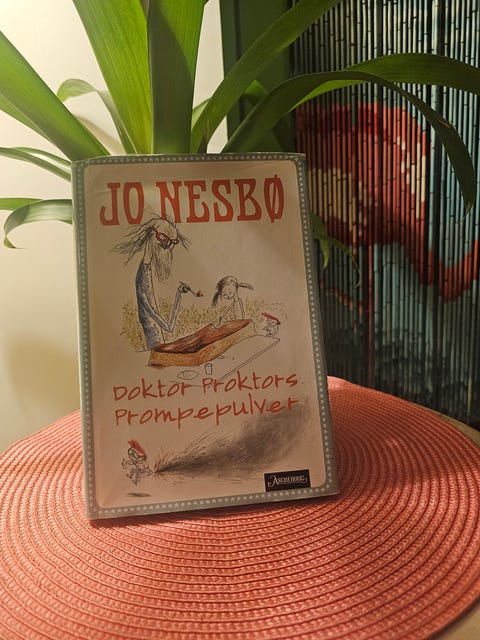 JO NESBØ
Doktor Proktors
Prompepulver
ASCHEHOUG